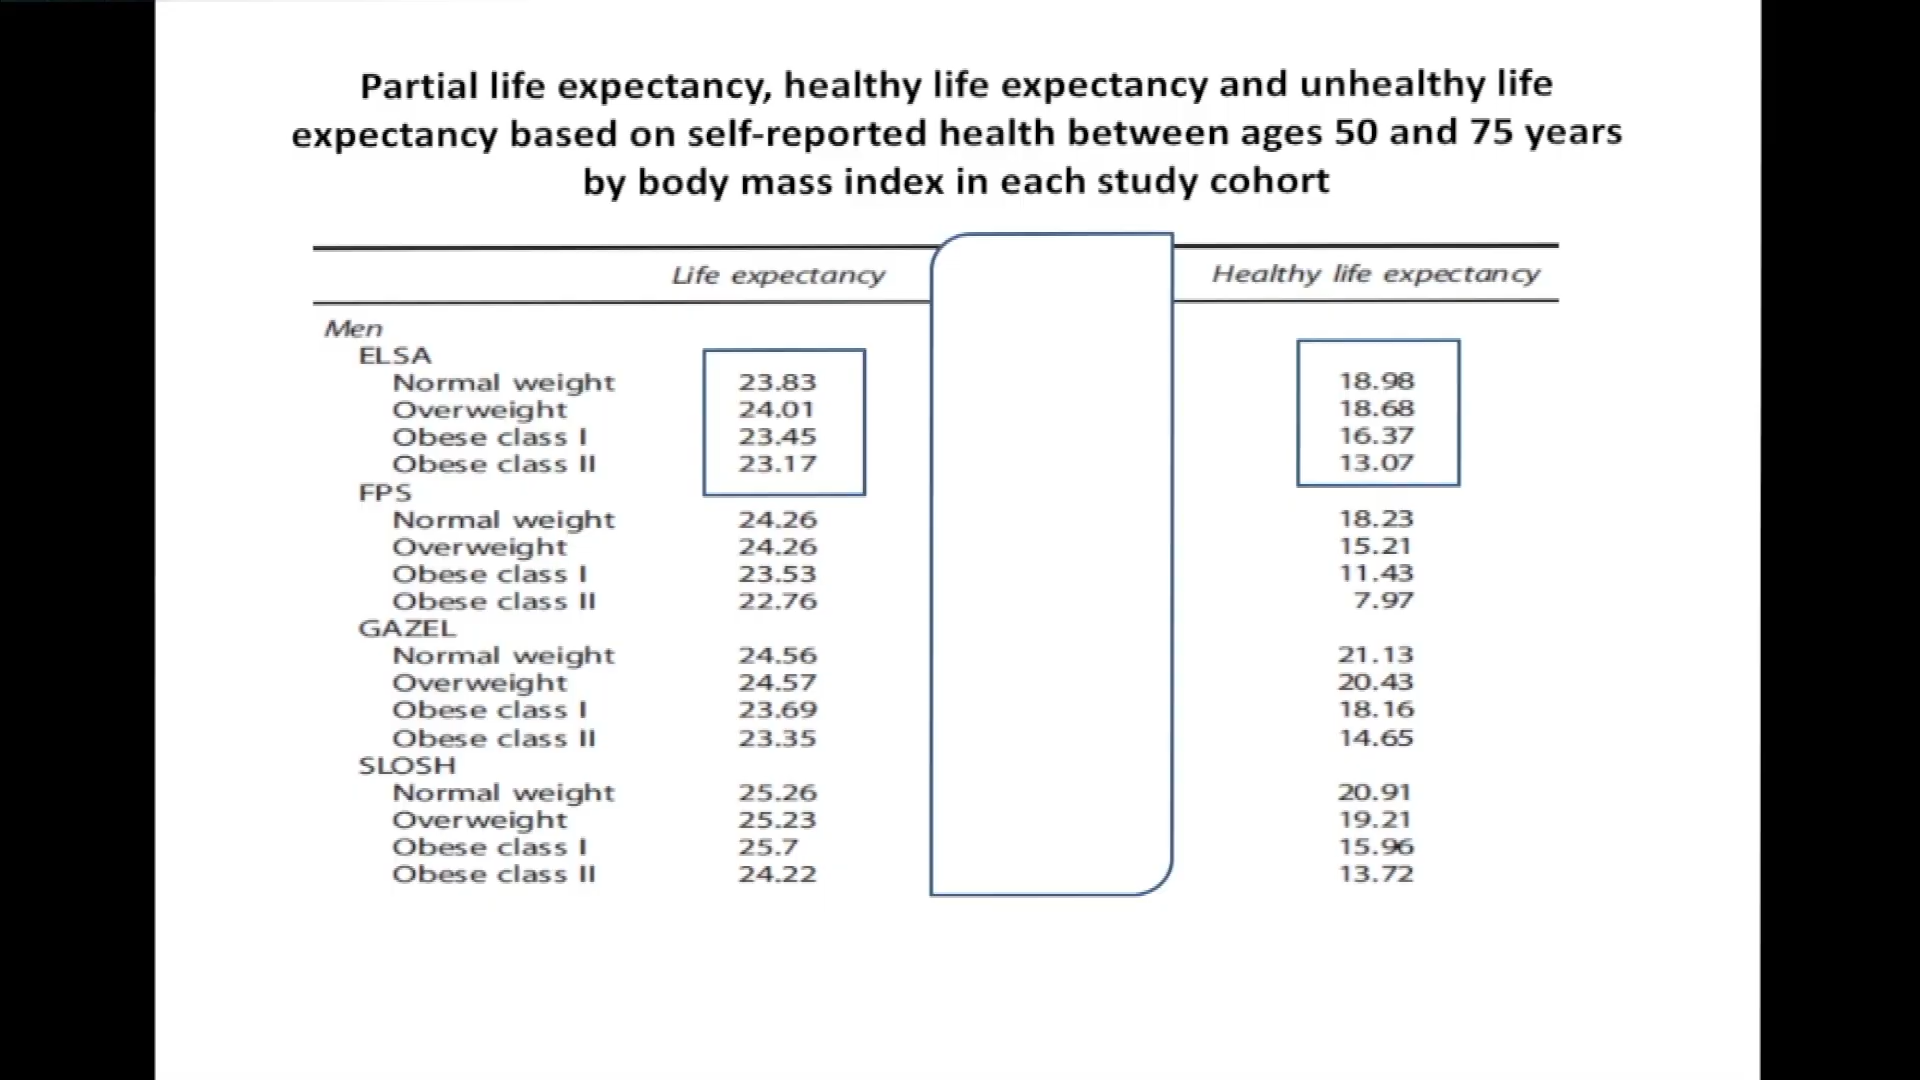 Partial life expectancy, healthy life expectancy and unhealthy life
expectancy based on self-reported health between ages 50 and 75 years
by body mass index in each study cohort
Life expectancy Healthy life expectancy
Men
ELSA
Normal weight 23.83 18.98
Overweight 24.01 18.68
Obese class I 23.45 16.37
Obese class II 23.17 13.07
FPS
Normal weight 24.26 18.23
Overweight 24.26 15.21
Obese class I 23.53 11.43
Obese class II 22.76 7.97
GAZEL
Normal weight 24.56 21.13
Overweight 24.57 20.43
Obese class I 23.69 18.16
Obese class II 23.35 14.65
SLOSH
Normal weight 25.26 20.91
Overweight 25.23 19.21
Obese class I 25.7 15.96
Obese class II 24.22 13.72